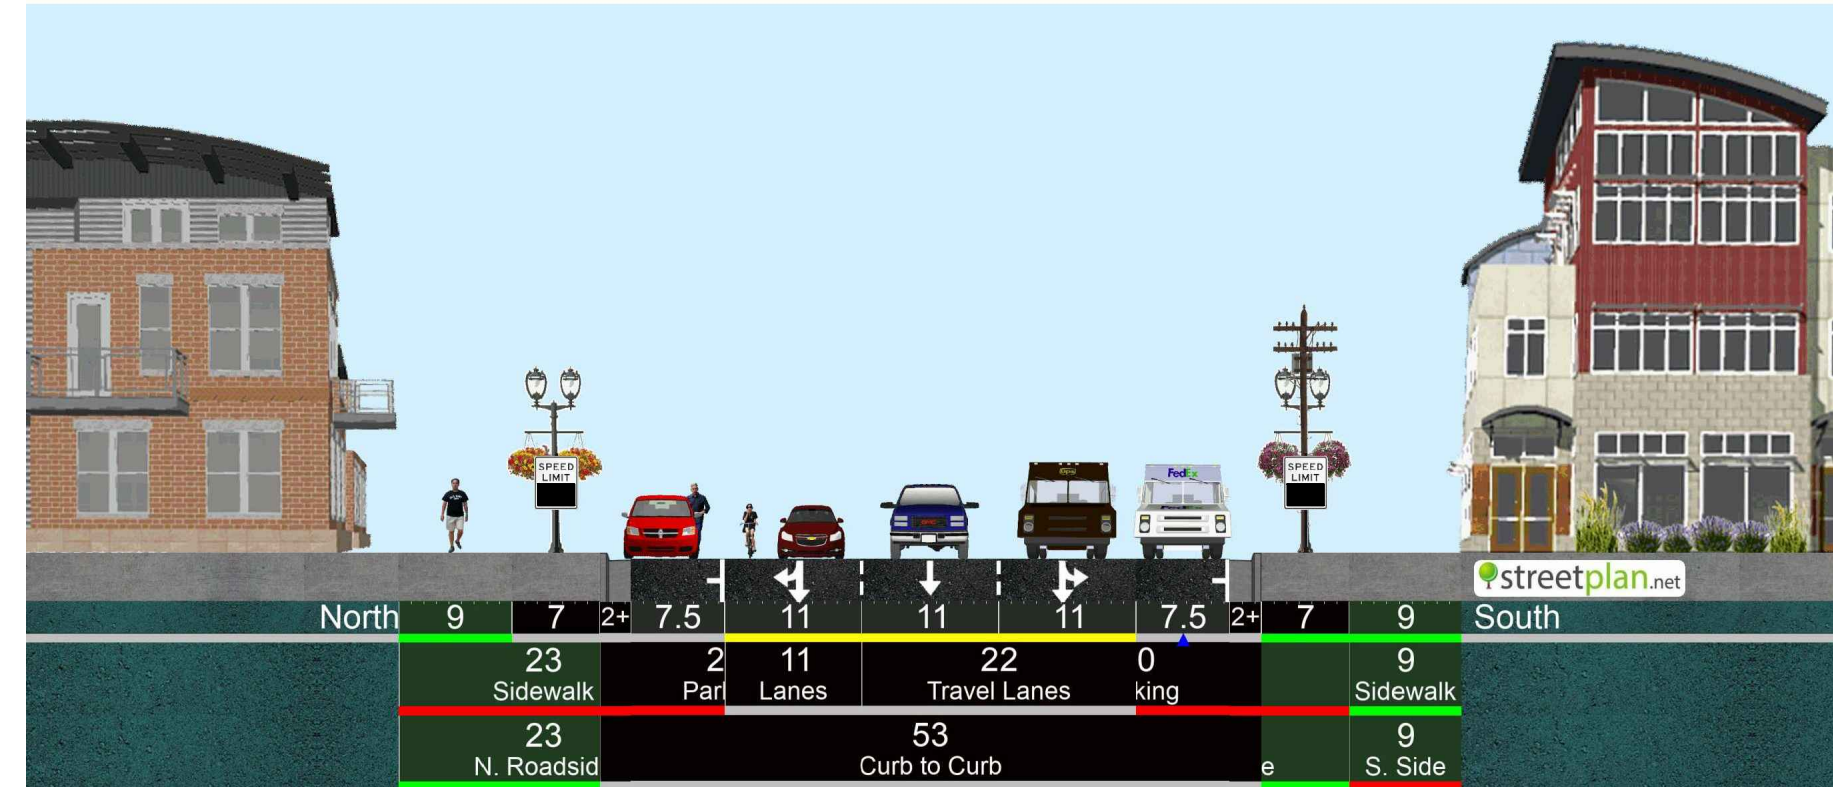 SPEED
LIMIT
SPEED
LIMIT
FedEx
streetplan.net
North 9 7 2+ 7.5 11 11 11 7.5 2+ 7 9 South
23 2 11 22 0 9
Sidewalk Parl Lanes Travel Lanes king Sidewalk
23 53 9
N. Roadsid Curb to Curb e S. Side